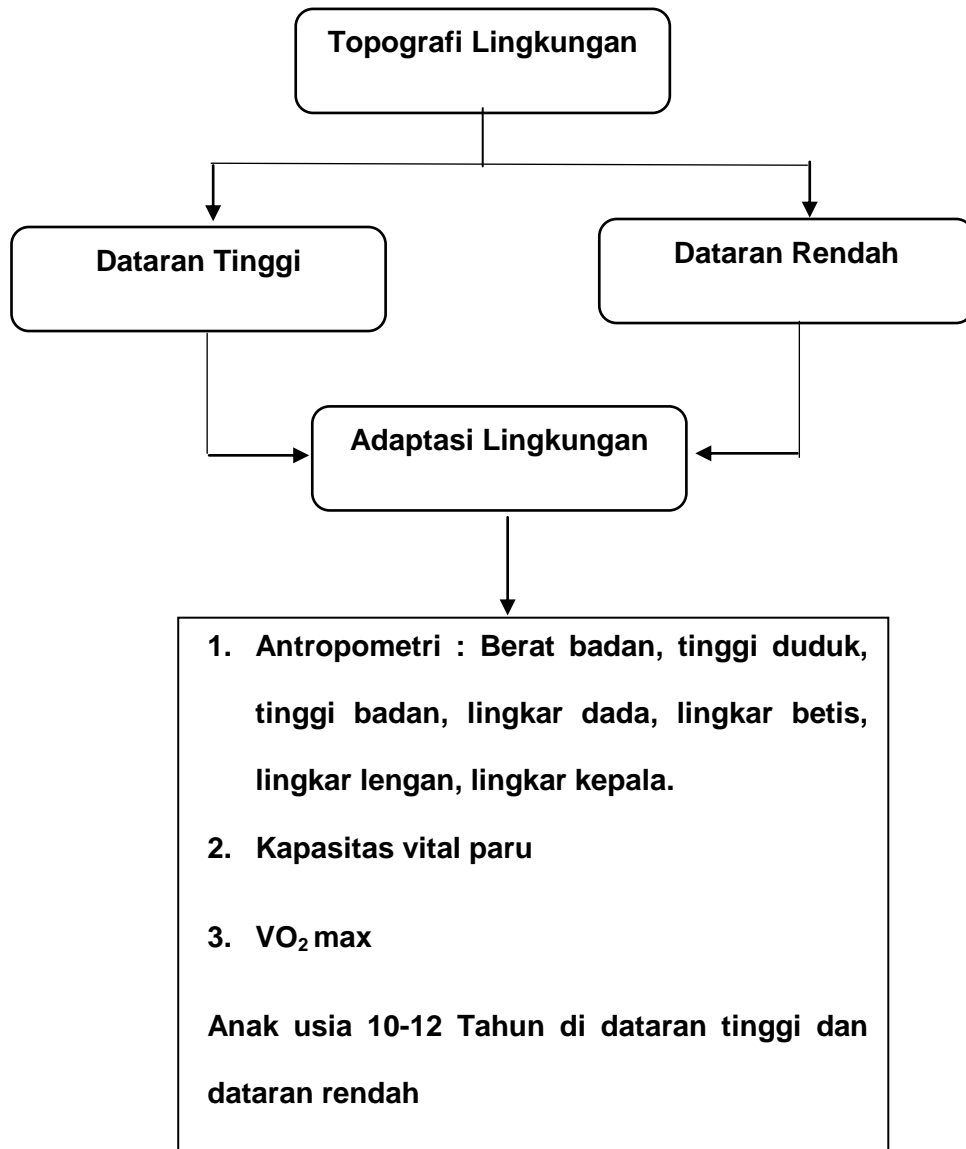 Topografi Lingkungan
Dataran Tinggi
Dataran Rendah
Adaptasi Lingkungan
1. Antropometri : Berat badan, tinggi duduk,
tinggi badan, lingkar dada, lingkar betis,
lingkar lengan, lingkar kepala.
2. Kapasitas vital paru
3. VO₂ max
Anak usia 10-12 Tahun di dataran tinggi dan
dataran rendah